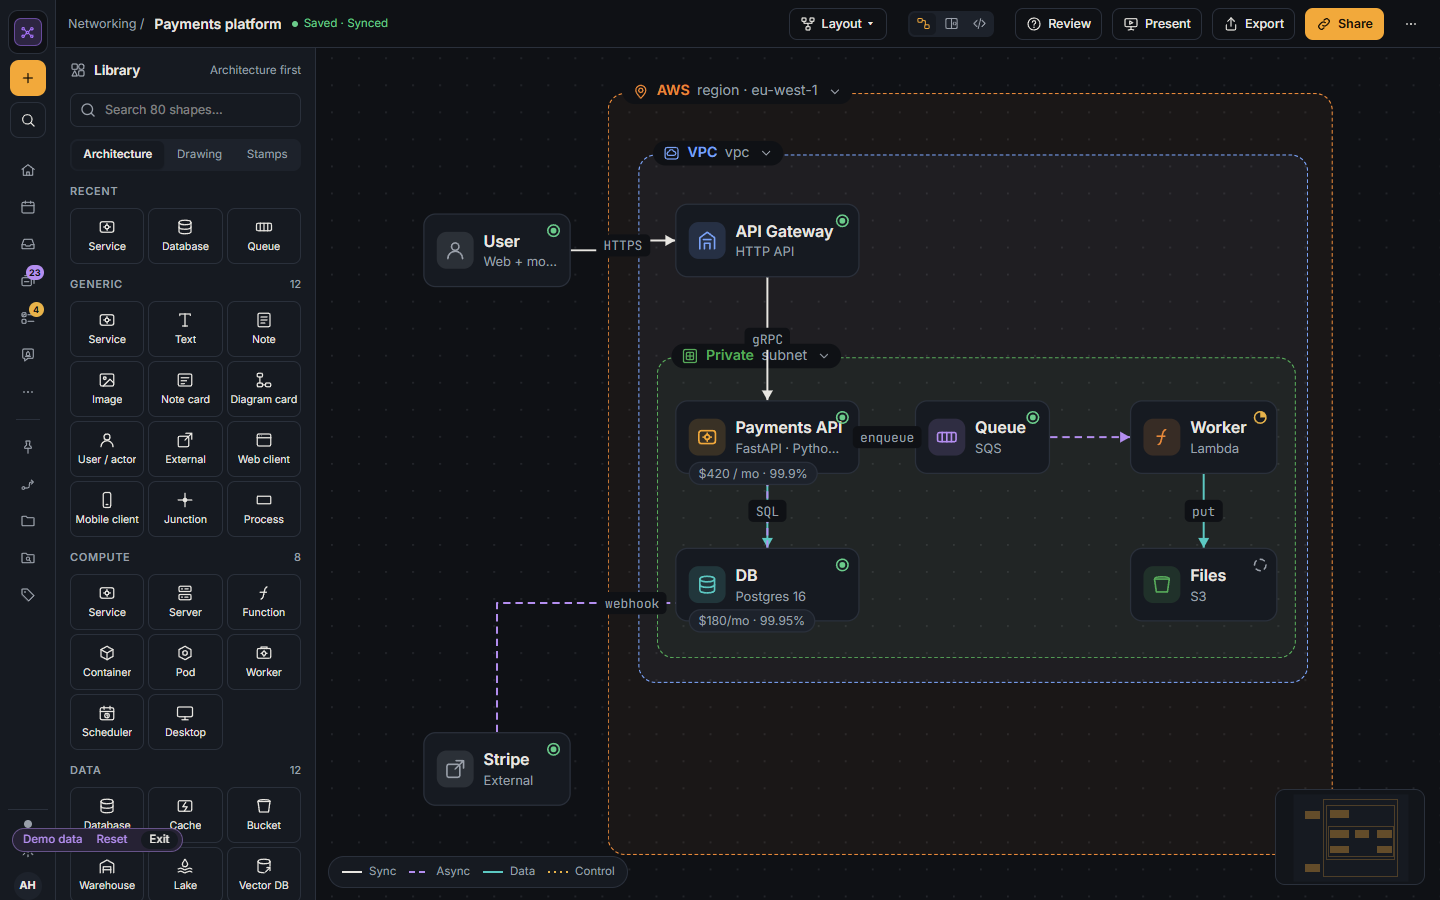 Networking / Payments platform Saved · Synced
Layout
Review
Present
Export
Share
Library
Architecture first
Search 80 shapes...
Architecture
Drawing
Stamps
RECENT
Service
Database
Queue
GENERIC 12
Service
Text
Note
Image
Note card
Diagram card
User / actor
External
Web client
Mobile client
Junction
Process
COMPUTE 8
Service
Server
Function
Container
Pod
Worker
Scheduler
Desktop
DATA 12
Database
Cache
Bucket
Warehouse
Lake
Vector DB
23
4
Demo data Reset Exit
AH
AWS region · eu-west-1
VPC vpc
User
Web + mo...
HTTPS
API Gateway
HTTP API
gRPC
Private subnet
Payments API
FastAPI · Pytho...
$420 / mo · 99.9%
enqueue
Queue
SQS
Worker
Lambda
SQL
put
DB
Postgres 16
$180/mo · 99.95%
Files
S3
webhook
Stripe
External
Sync
Async
Data
Control